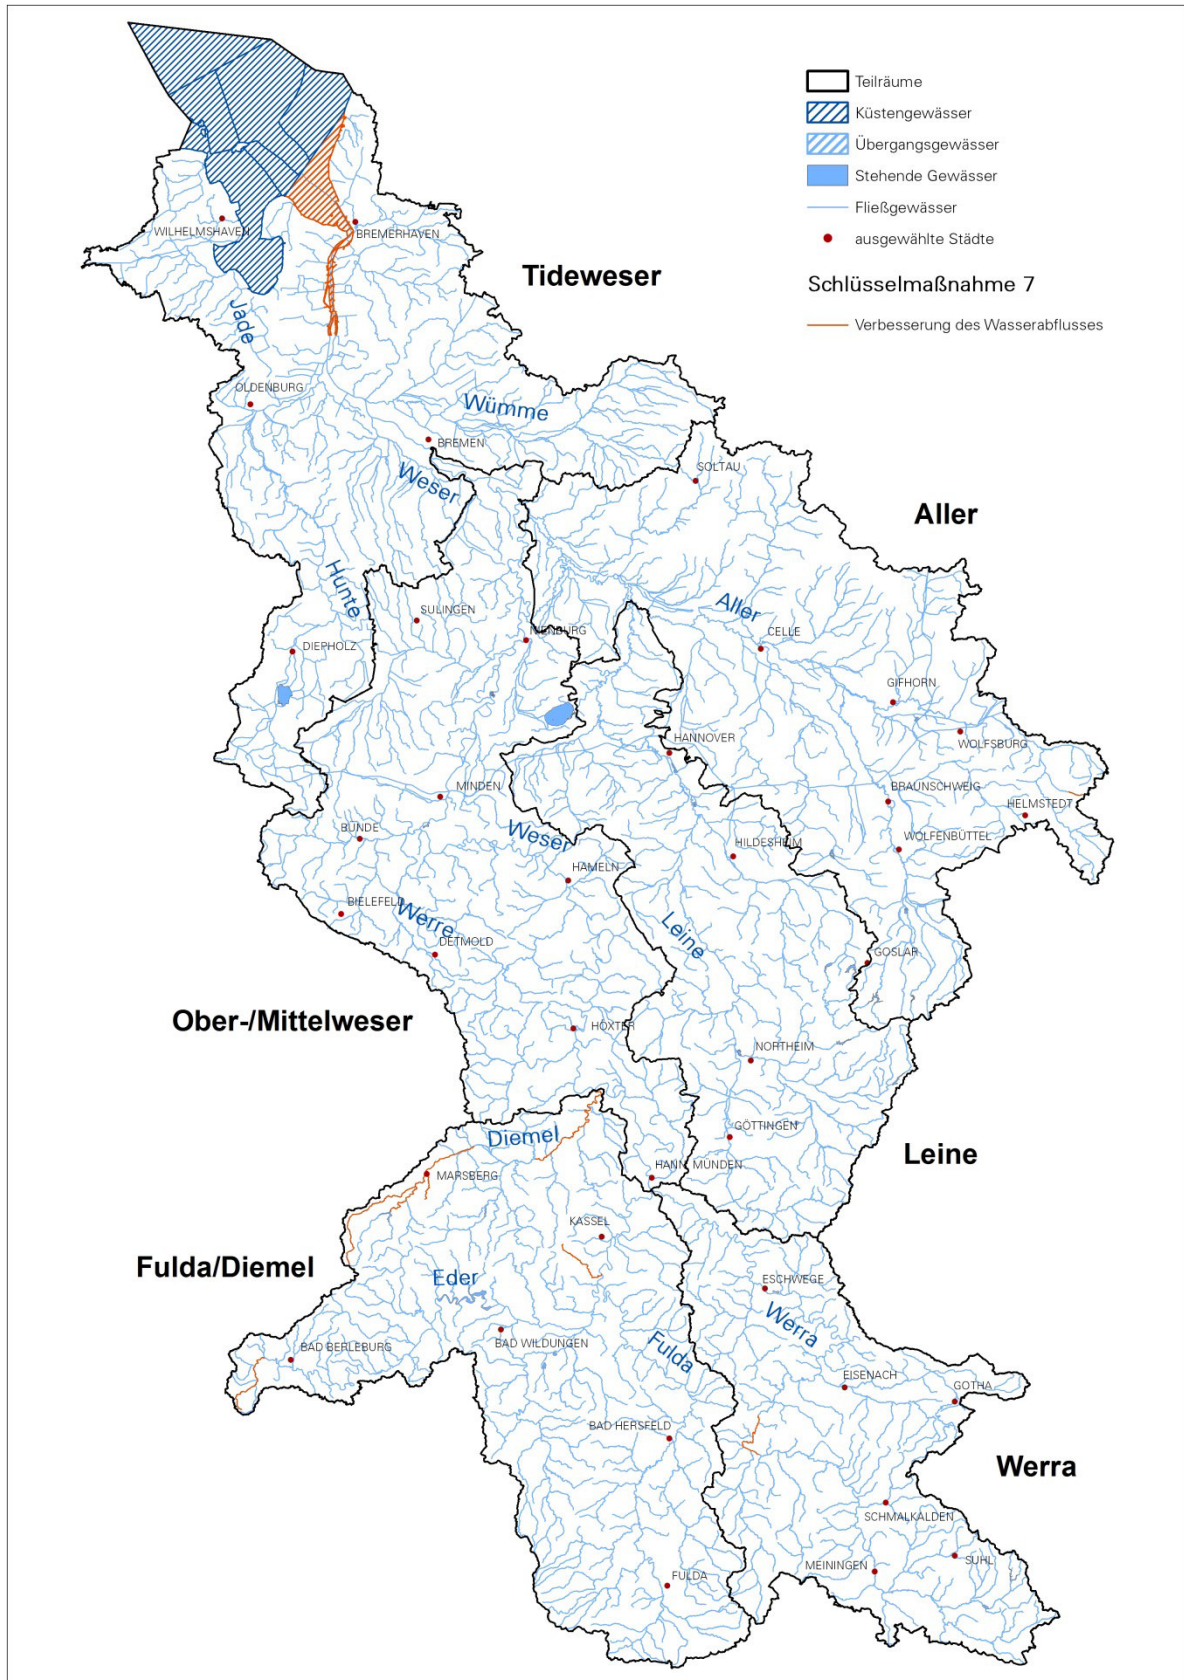 Teilräume
Küstengewässer
Übergangsgewässer
Stehende Gewässer
Fließgewässer
ausgewählte Städte
Schlüsselmaßnahme 7
Verbesserung des Wasserabflusses
WILHELMSHAVEN
BREMERHAVEN
Tideweser
Jade
OLDENBURG
Wümme
BREMEN
Weser
SOLTAU
Aller
Hunte
SULINGEN
Aller
NIENBURG
CELLE
DIEPHOLZ
GIFHORN
HANNOVER
WOLFSBURG
MINDEN
BRAUNSCHWEIG
HELMSTEDT
BÜNDE
Weser
HILDESHEIM
WOLFENBÜTTEL
HAMELN
BIELEFELD
Werre
Leine
DETMOLD
GOSLAR
Ober-/Mittelweser
HÖXTER
NORTHEIM
Diemel
GÖTTINGEN
Leine
MARSBERG
HANN. MÜNDEN
KASSEL
Fulda/Diemel
Eder
ESCHWEGE
Werra
BAD BERLEBURG
BAD WILDUNGEN
Fulda
EISENACH
GOTHA
BAD HERSFELD
Werra
SCHMALKALDEN
SUHL
MEININGEN
FULDA